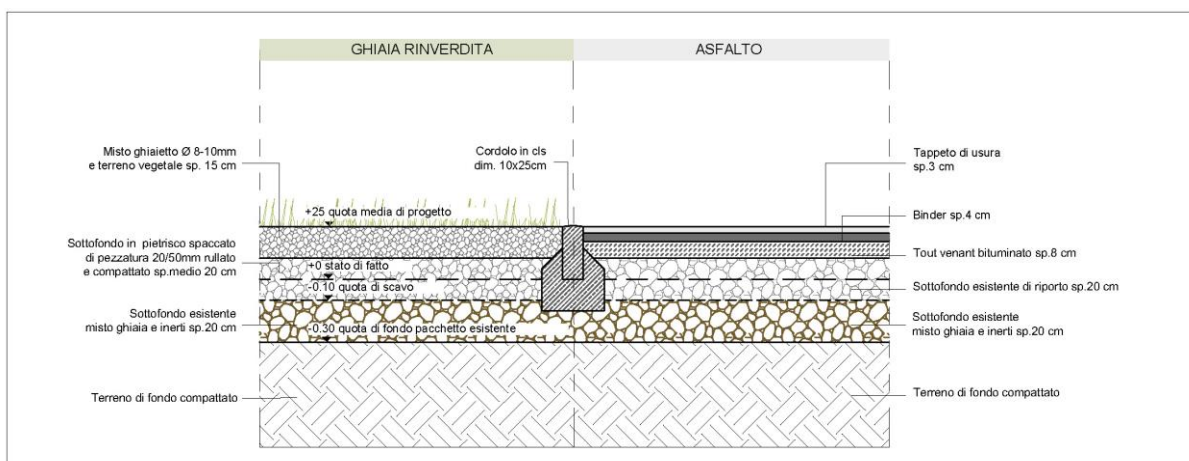 GHIAIA RINVERDITA
ASFALTO
Misto ghiaietto Ø 8-10mm
e terreno vegetale sp. 15 cm
Cordolo in cls
dim. 10x25cm
Tappeto di usura
sp.3 cm
+25 quota media di progetto
Binder sp.4 cm
Sottofondo in pietrisco spaccato
di pezzatura 20/50mm rullato
e compattato sp.medio 20 cm
Tout venant bituminato sp.8 cm
+0 stato di fatto
-0.10 quota di scavo
Sottofondo esistente di riporto sp.20 cm
Sottofondo esistente
misto ghiaia e inerti sp.20 cm
-0.30 quota di fondo pacchetto esistente
Sottofondo esistente
misto ghiaia e inerti sp.20 cm
Terreno di fondo compattato
Terreno di fondo compattato